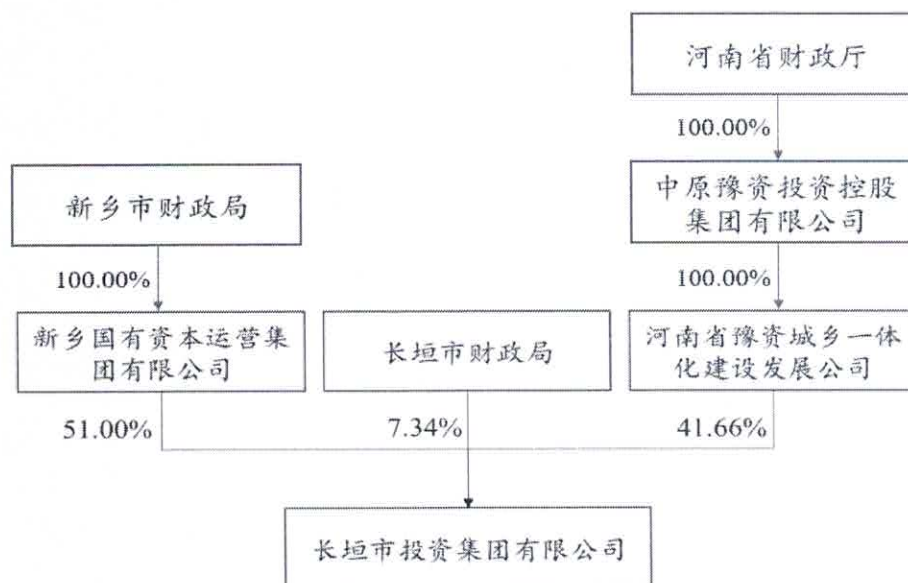 河南省财政厅
100.00%
新乡市财政局
中原豫资投资控股
集团有限公司
100.00%
100.00%
新乡国有资本运营集
团有限公司
长垣市财政局
河南省豫资城乡一体
化建设发展公司
51.00%
7.34%
41.66%
长垣市投资集团有限公司